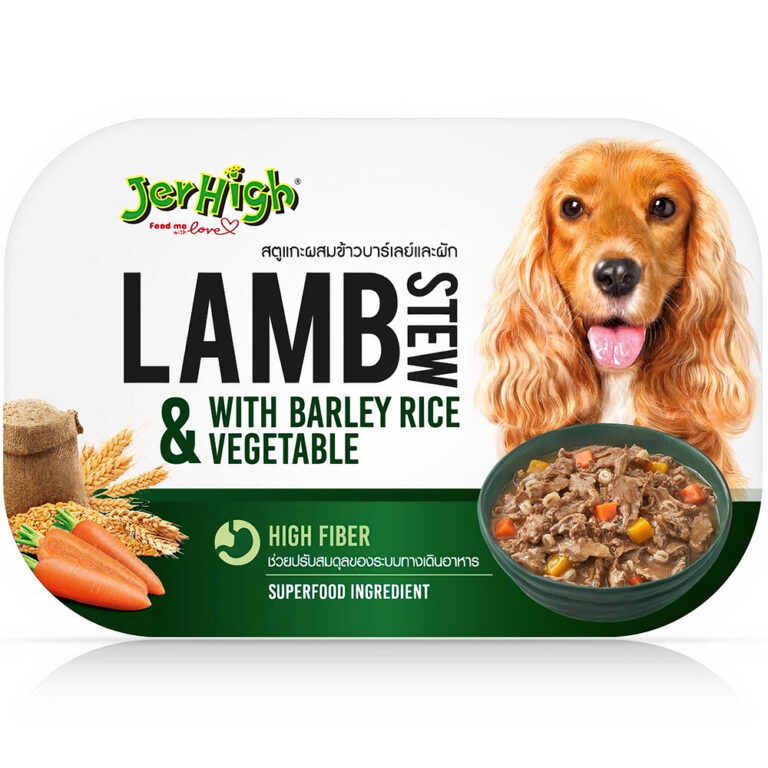 JerHigh®
Feed me
with love
สตูแกะผสมข้าวบาร์เลย์และผัก
LAMB
STEW
& WITH BARLEY RICE
VEGETABLE
HIGH FIBER
ช่วยปรับสมดุลของระบบทางเดินอาหาร
SUPERFOOD INGREDIENT